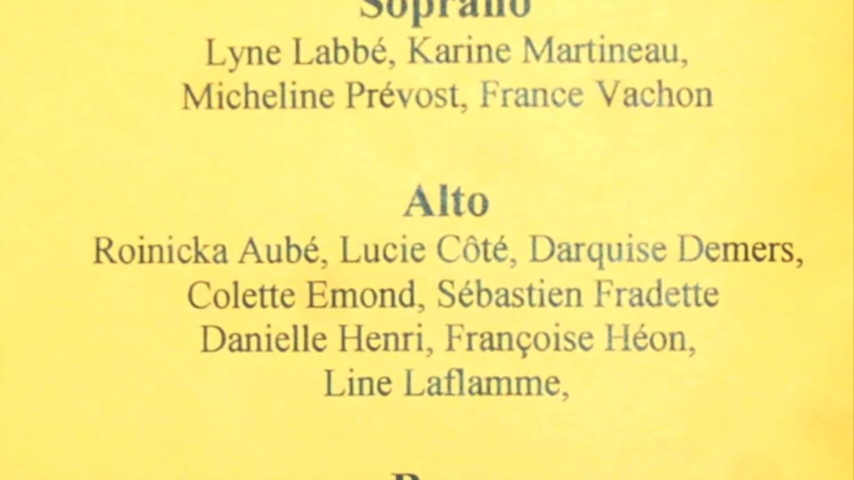 Soprano
Lyne Labbé, Karine Martineau,
Micheline Prévost, France Vachon
Alto
Roinicka Aubé, Lucie Côté, Darquise Demers,
Colette Emond, Sébastien Fradette
Danielle Henri, Françoise Héon,
Line Laflamme,